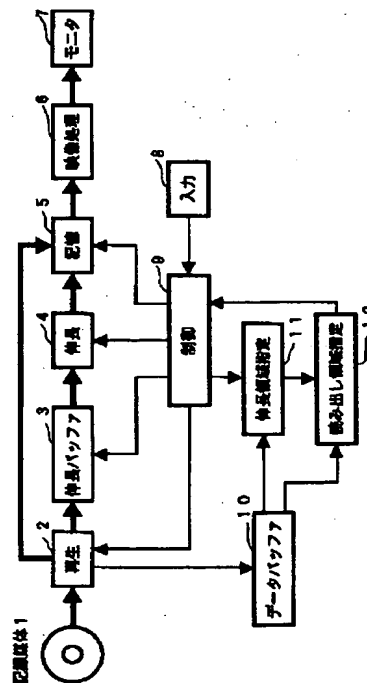 記録媒体1
2
再生
3
伸長バッファ
4
伸長
5
記憶
6
映像処理
7
モニタ
8
入力
9
制御
10
データバッファ
11
伸長領域指定
読み出し領域指定